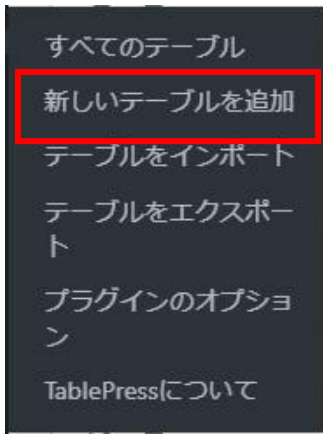 すべてのテーブル
新しいテーブルを追加
テーブルをインポート
テーブルをエクスポー
ト
プラグインのオプショ
ン
TablePressについて